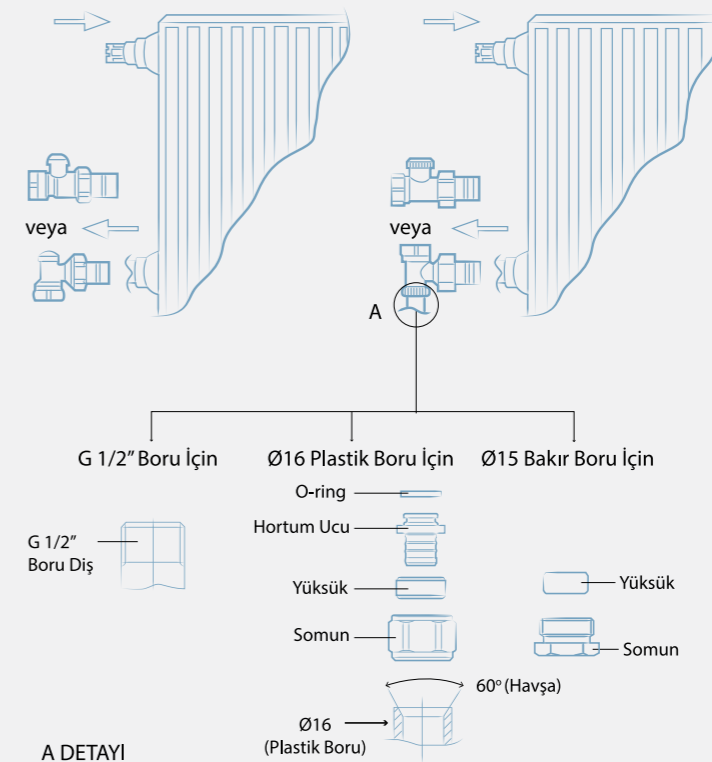 veya
veya
A
G 1/2" Boru İçin
Ø16 Plastik Boru İçin
Ø15 Bakır Boru İçin
G 1/2"
Boru Diş
O-ring
Hortum Ucu
Yüksük
Somun
60° (Havşa)
Ø16
(Plastik Boru)
Yüksük
Somun
A DETAYI